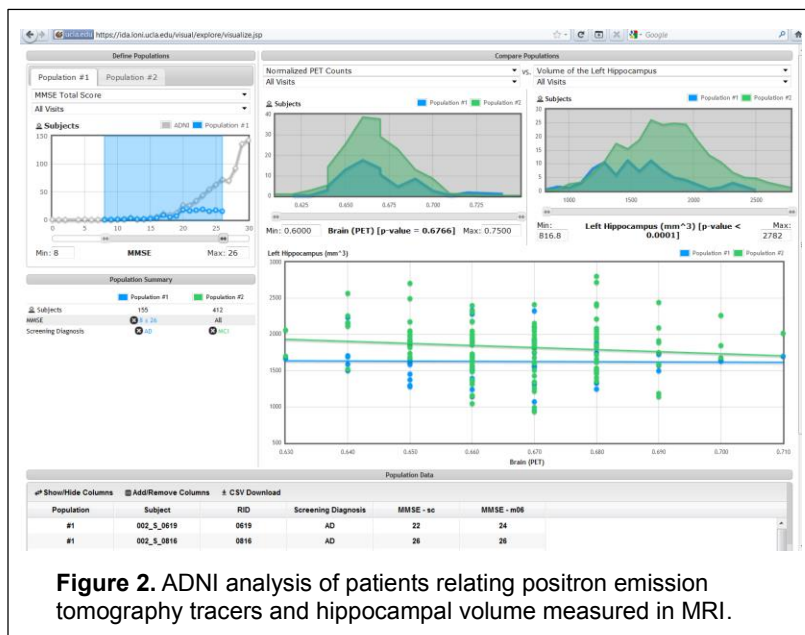 ucla.edu https://ida.loni.ucla.edu/visual/explore/visualize.jsp Google
Define Populations
Population #1 Population #2
MMSE Total Score
All Visits
Subjects ADNI Population #1
150
100
50
0
0 5 10 15 20 25 30
Min: 8 MMSE Max: 26
Population Summary
Population #1 Population #2
Subjects 155 412
MMSE 8 ≤ 26 All
Screening Diagnosis AD MCI
Compare Populations
Normalized PET Counts vs. Volume of the Left Hippocampus
All Visits All Visits
Subjects Population #1 Population #2
40
30
20
10
0
0.625 0.650 0.675 0.700 0.725
Min: 0.6000 Brain (PET) [p-value = 0.6766] Max: 0.7500
Subjects Population #1 Population #2
30
25
20
15
10
5
0
1000 1500 2000 2500
Min: Left Hippocampus (mm^3) [p-value < Max:
816.8 0.0001] 2782
Left Hippocampus (mm^3) Population #1 Population #2
3000
2500
2000
1500
1000
500
0.630 0.640 0.650 0.660 0.670 0.680 0.690 0.700 0.710
Brain (PET)
Population Data
Show/Hide Columns Add/Remove Columns CSV Download
Population Subject RID Screening Diagnosis MMSE - sc MMSE - m06
#1 002_S_0619 0619 AD 22 24
#1 002_S_0816 0816 AD 26 26
Figure 2. ADNI analysis of patients relating positron emission
tomography tracers and hippocampal volume measured in MRI.